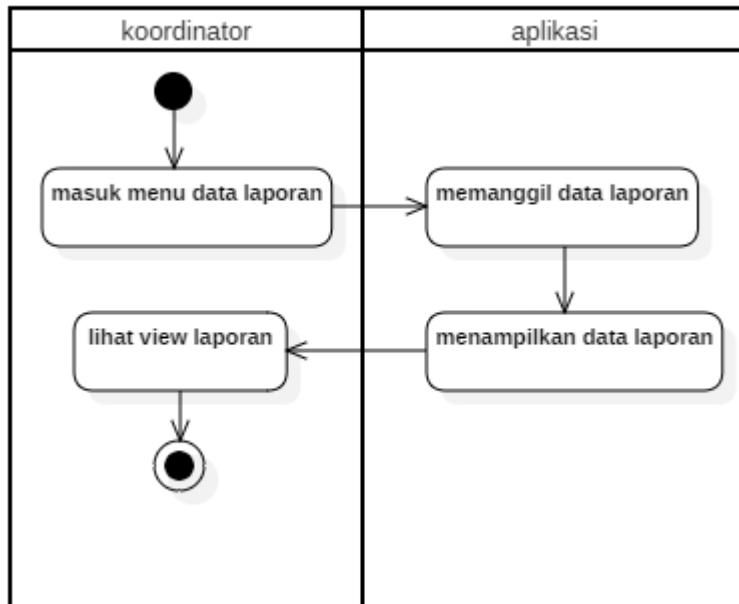 koordinator
aplikasi
masuk menu data laporan
memanggil data laporan
lihat view laporan
menampilkan data laporan